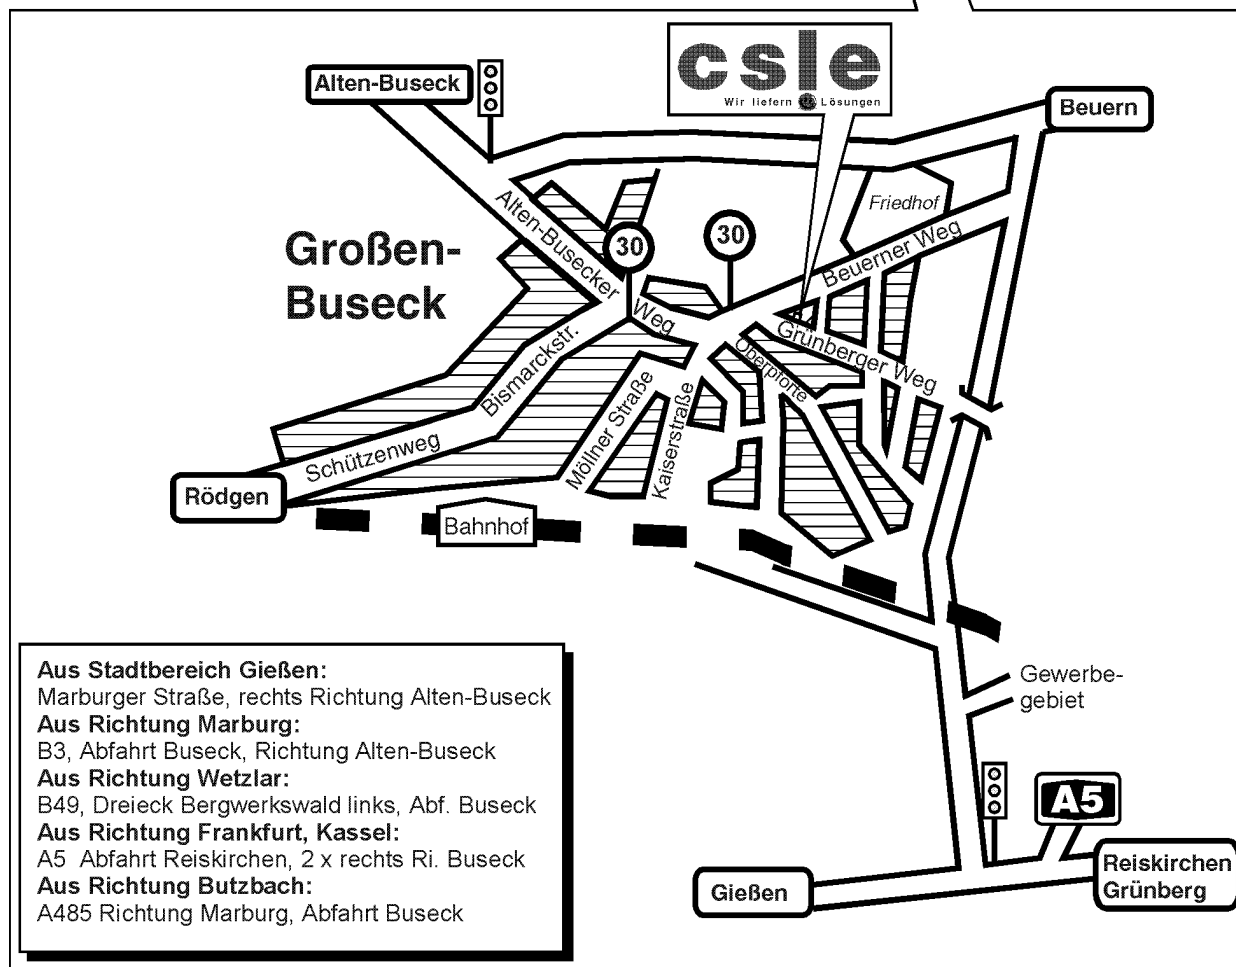 csle
Wir liefern @ Lösungen
Alten-Buseck
Beuern
Friedhof
Großen-
Buseck
30
30
Alten-Busecker
Weg
Beuerner Weg
Grünberger Weg
Oberpforte
Bismarckstr.
Möllner Straße
Kaiserstraße
Schützenweg
Rödgen
Bahnhof
Gewerbe-
gebiet
A5
Reiskirchen
Grünberg
Gießen
Aus Stadtbereich Gießen:
Marburger Straße, rechts Richtung Alten-Buseck
Aus Richtung Marburg:
B3, Abfahrt Buseck, Richtung Alten-Buseck
Aus Richtung Wetzlar:
B49, Dreieck Bergwerkswald links, Abf. Buseck
Aus Richtung Frankfurt, Kassel:
A5 Abfahrt Reiskirchen, 2 x rechts Ri. Buseck
Aus Richtung Butzbach:
A485 Richtung Marburg, Abfahrt Buseck